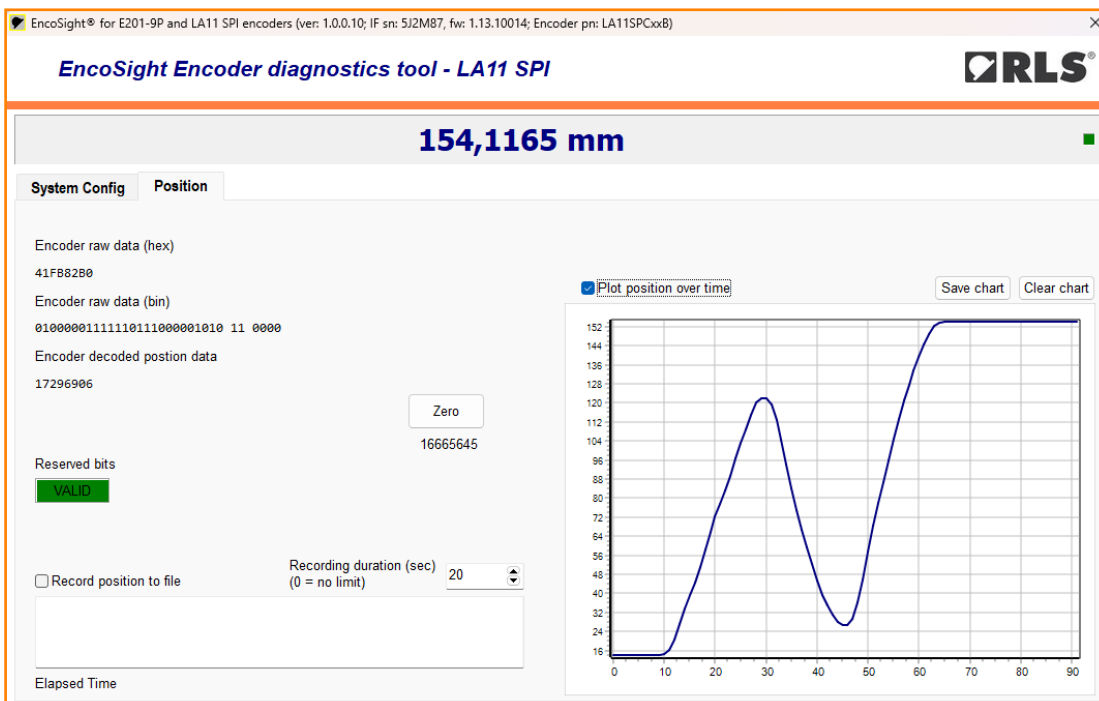 EncoSight® for E201-9P and LA11 SPI encoders (ver: 1.0.0.10; IF sn: 5J2M87, fw: 1.13.10014; Encoder pn: LA11SPCxxB)
EncoSight Encoder diagnostics tool - LA11 SPI
RLS®
154,1165 mm
System Config
Position
Encoder raw data (hex)
41FB82B0
Encoder raw data (bin)
01000001111110111000001010 11 0000
Encoder decoded postion data
17296906
Zero
16665645
Reserved bits
VALID
Record position to file
Recording duration (sec)
(0 = no limit)
20
Elapsed Time
Plot position over time
Save chart
Clear chart
152
144
136
128
120
112
104
96
88
80
72
64
56
48
40
32
24
16
0 10 20 30 40 50 60 70 80 90